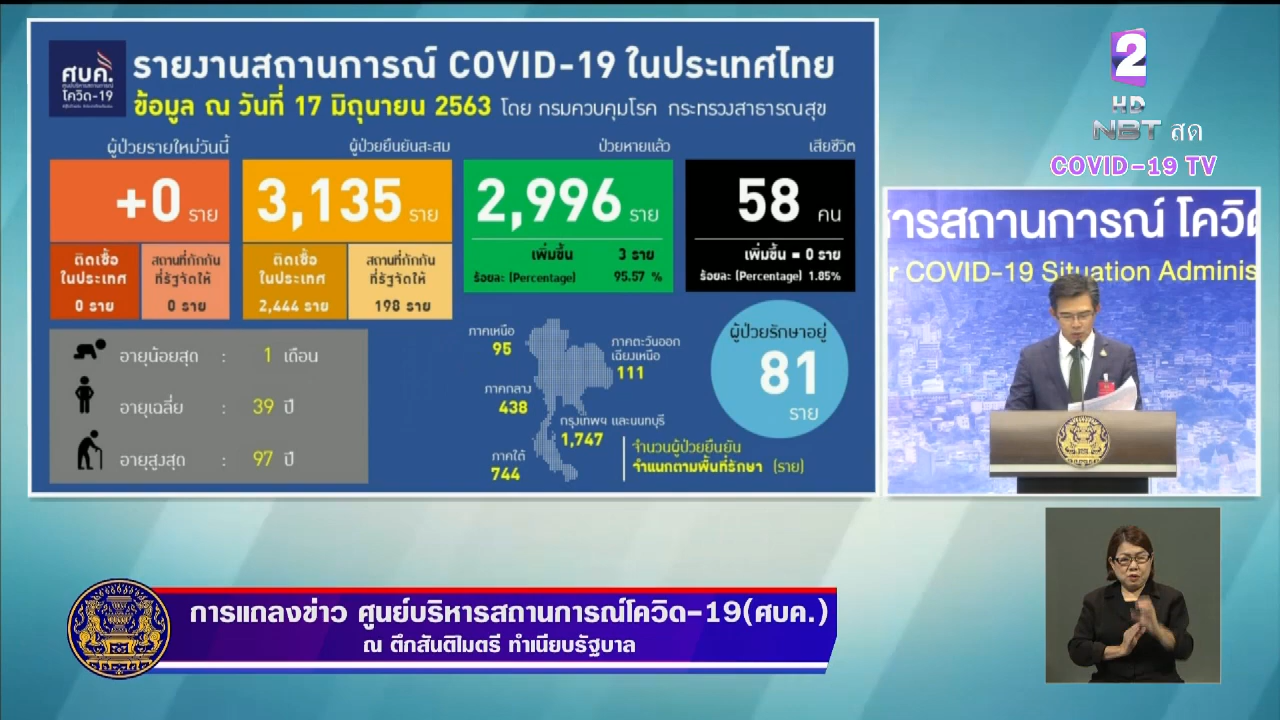 ศบค.
โควิด-19
รายงานสถานการณ์ COVID-19 ในประเทศไทย
ข้อมูล ณ วันที่ 17 มิถุนายน 2563 โดย กรมควบคุมโรค กระทรวงสาธารณสุข
ผู้ป่วยรายใหม่วันนี้
+0 ราย
ติดเชื้อ
ในประเทศ
0 ราย
สถานที่กักกัน
ที่รัฐจัดให้
0 ราย
ผู้ป่วยยืนยันสะสม
3,135 ราย
ติดเชื้อ
ในประเทศ
2,444 ราย
สถานที่กักกัน
ที่รัฐจัดให้
198 ราย
ป่วยหายแล้ว
2,996 ราย
เพิ่มขึ้น 3 ราย
ร้อยละ (Percentage) 95.57 %
เสียชีวิต
58 คน
เพิ่มขึ้น = 0 ราย
ร้อยละ (Percentage) 1.85%
อายุน้อยสุด : 1 เดือน
อายุเฉลี่ย : 39 ปี
อายุสูงสุด : 97 ปี
ภาคเหนือ
95
ภาคตะวันออก
เฉียงเหนือ
111
ภาคกลาง
438
กรุงเทพฯ และนนทบุรี
1,747
ภาคใต้
744
จำนวนผู้ป่วยยืนยัน
จำแนกตามพื้นที่รักษา (ราย)
ผู้ป่วยรักษาอยู่
81
ราย
2
HD
NBT สด
COVID-19 TV
ารสถานการณ์ โควิด
r COVID-19 Situation Adminis
การแถลงข่าว ศูนย์บริหารสถานการณ์โควิด-19(ศบค.)
ณ ตึกสันติไมตรี ทำเนียบรัฐบาล